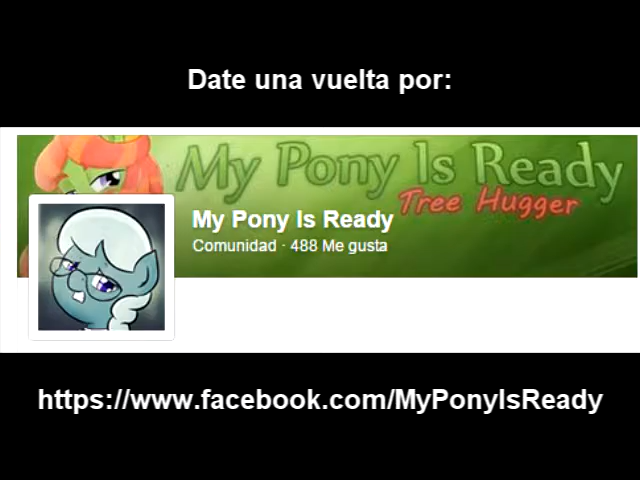 Date una vuelta por:
My Pony Is Ready
Tree Hugger
My Pony Is Ready
Comunidad · 488 Me gusta
https://www.facebook.com/MyPonyIsReady